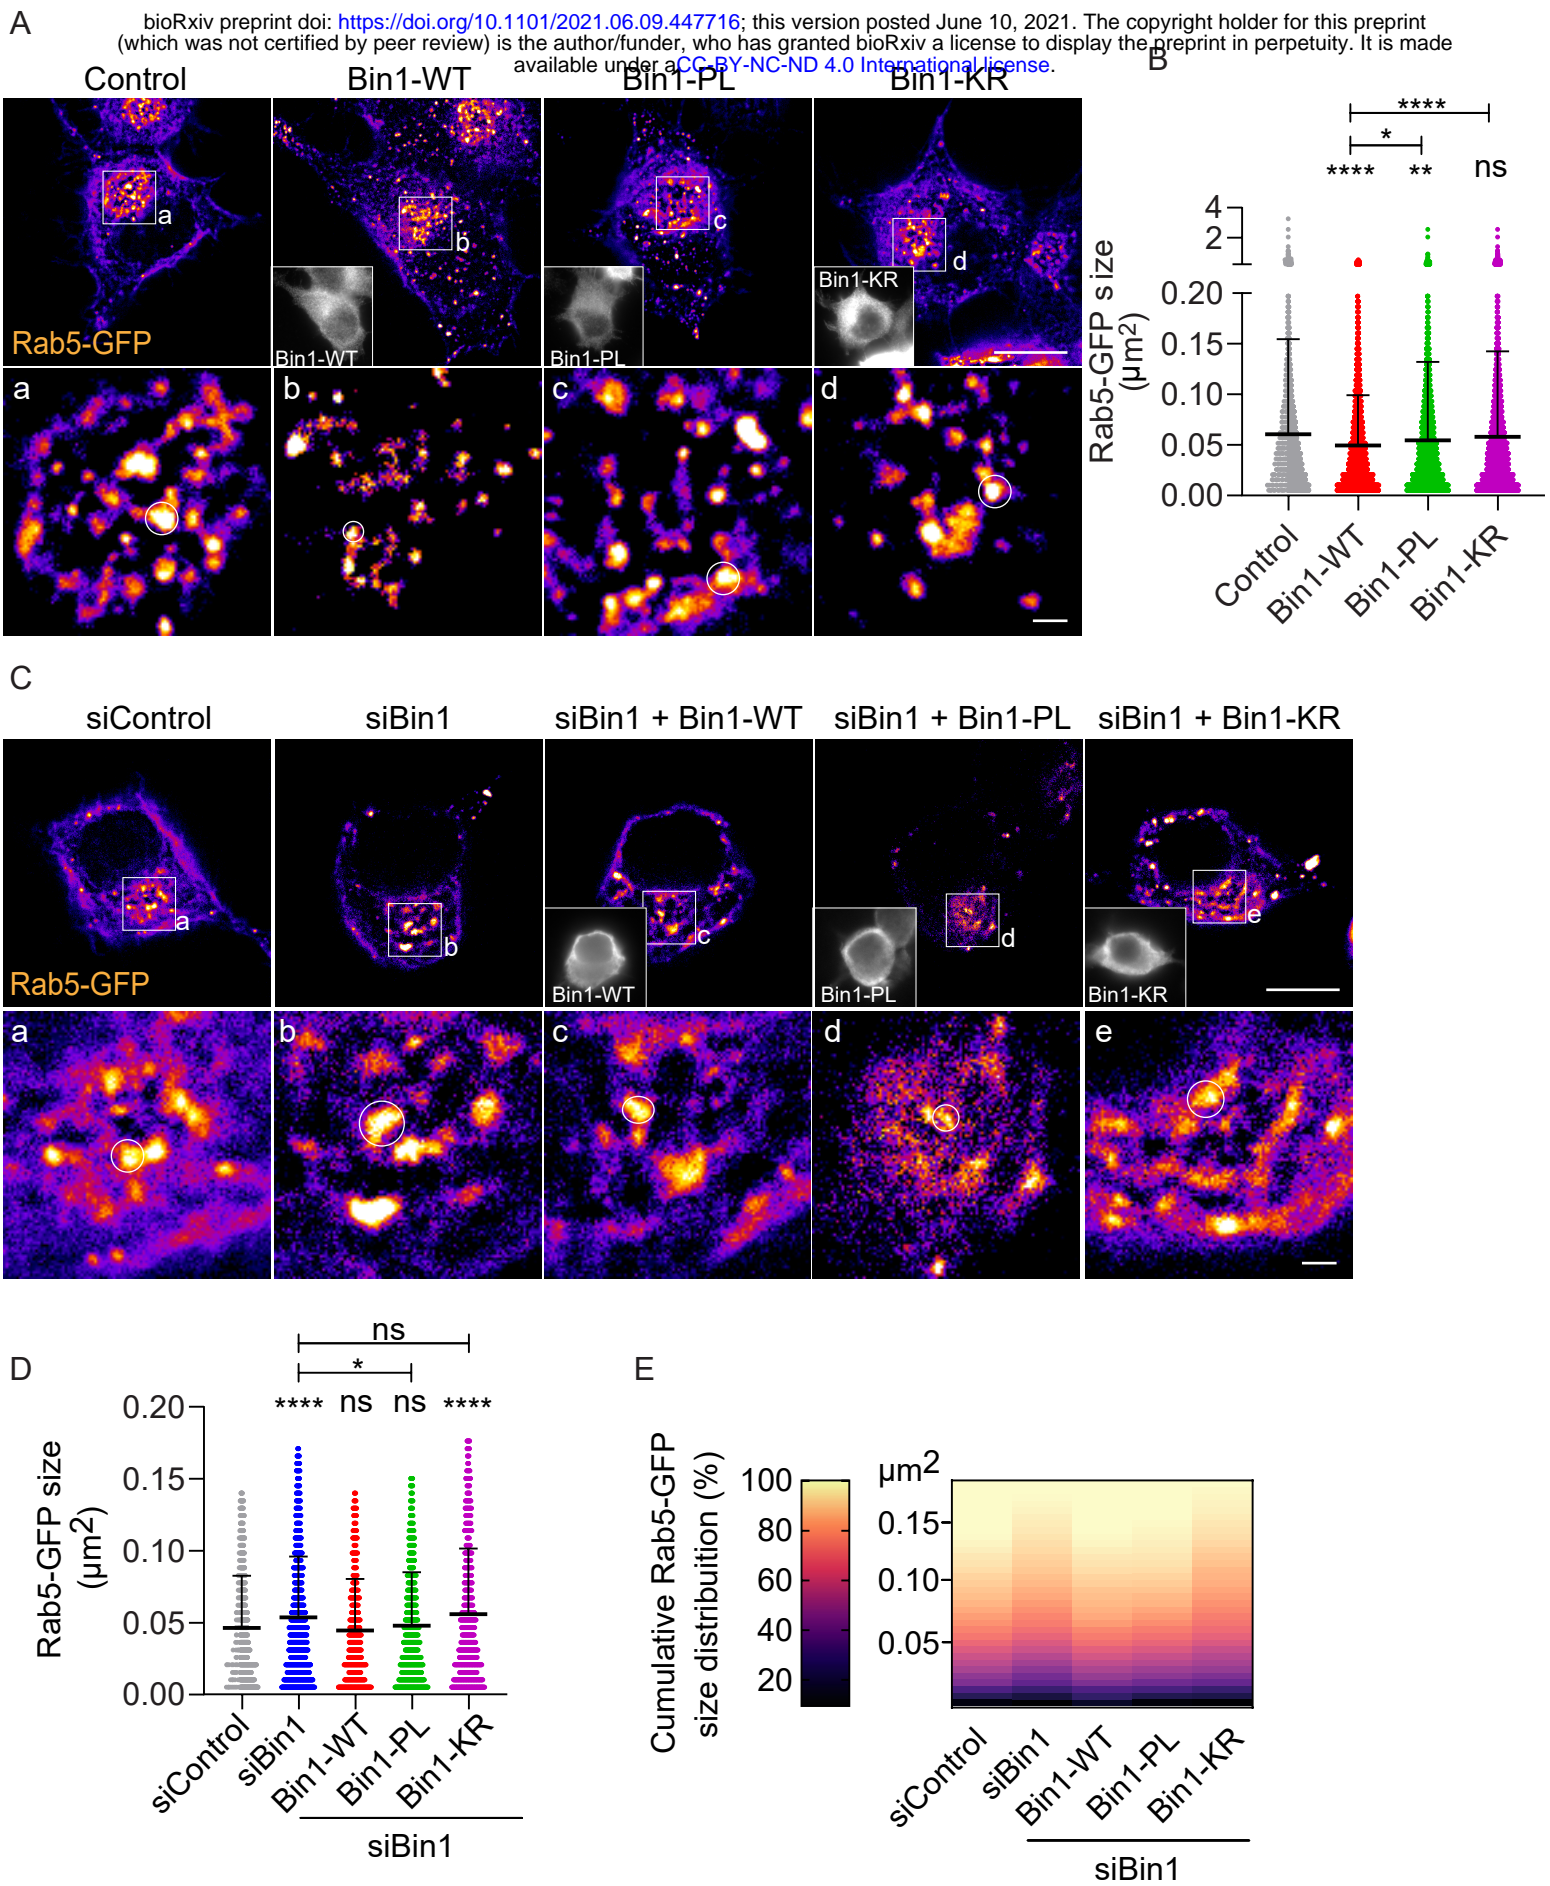 A
bioRxiv preprint doi: https://doi.org/10.1101/2021.06.09.447716; this version posted June 10, 2021. The copyright holder for this preprint
(which was not certified by peer review) is the author/funder, who has granted bioRxiv a license to display the preprint in perpetuity. It is made
available under aCC-BY-NC-ND 4.0 International license.
Control
Bin1-WT
Bin1-PL
Bin1-KR
a
b
c
d
Rab5-GFP
Bin1-WT
Bin1-PL
Bin1-KR
a
b
c
d
B
****
*
****
**
ns
Rab5-GFP size
(µm2)
4
2
0.20
0.15
0.10
0.05
0.00
Control
Bin1-WT
Bin1-PL
Bin1-KR
C
siControl
siBin1
siBin1 + Bin1-WT
siBin1 + Bin1-PL
siBin1 + Bin1-KR
a
b
c
d
e
Rab5-GFP
Bin1-WT
Bin1-PL
Bin1-KR
a
b
c
d
e
D
ns
*
****
ns
ns
****
Rab5-GFP size
(µm2)
0.20
0.15
0.10
0.05
0.00
siControl
siBin1
Bin1-WT
Bin1-PL
Bin1-KR
siBin1
E
Cumulative Rab5-GFP
size distribuition (%)
100
80
60
40
20
µm2
0.15
0.10
0.05
siControl
siBin1
Bin1-WT
Bin1-PL
Bin1-KR
siBin1